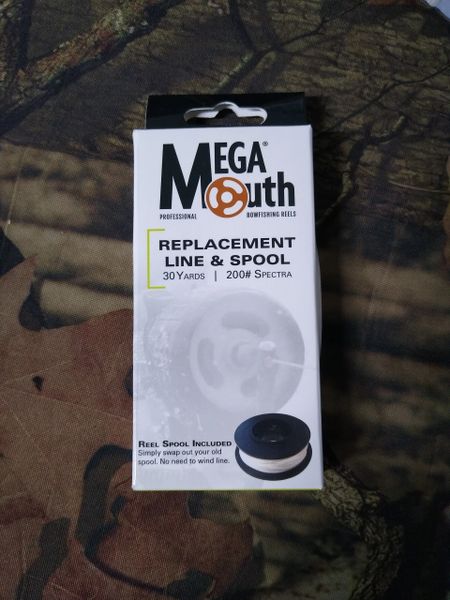 MEGA®
Mouth
PROFESSIONAL BOWFISHING REELS
REPLACEMENT
LINE & SPOOL
30 YARDS | 200# SPECTRA
REEL SPOOL INCLUDED
Simply swap out your old
spool. No need to wind line.